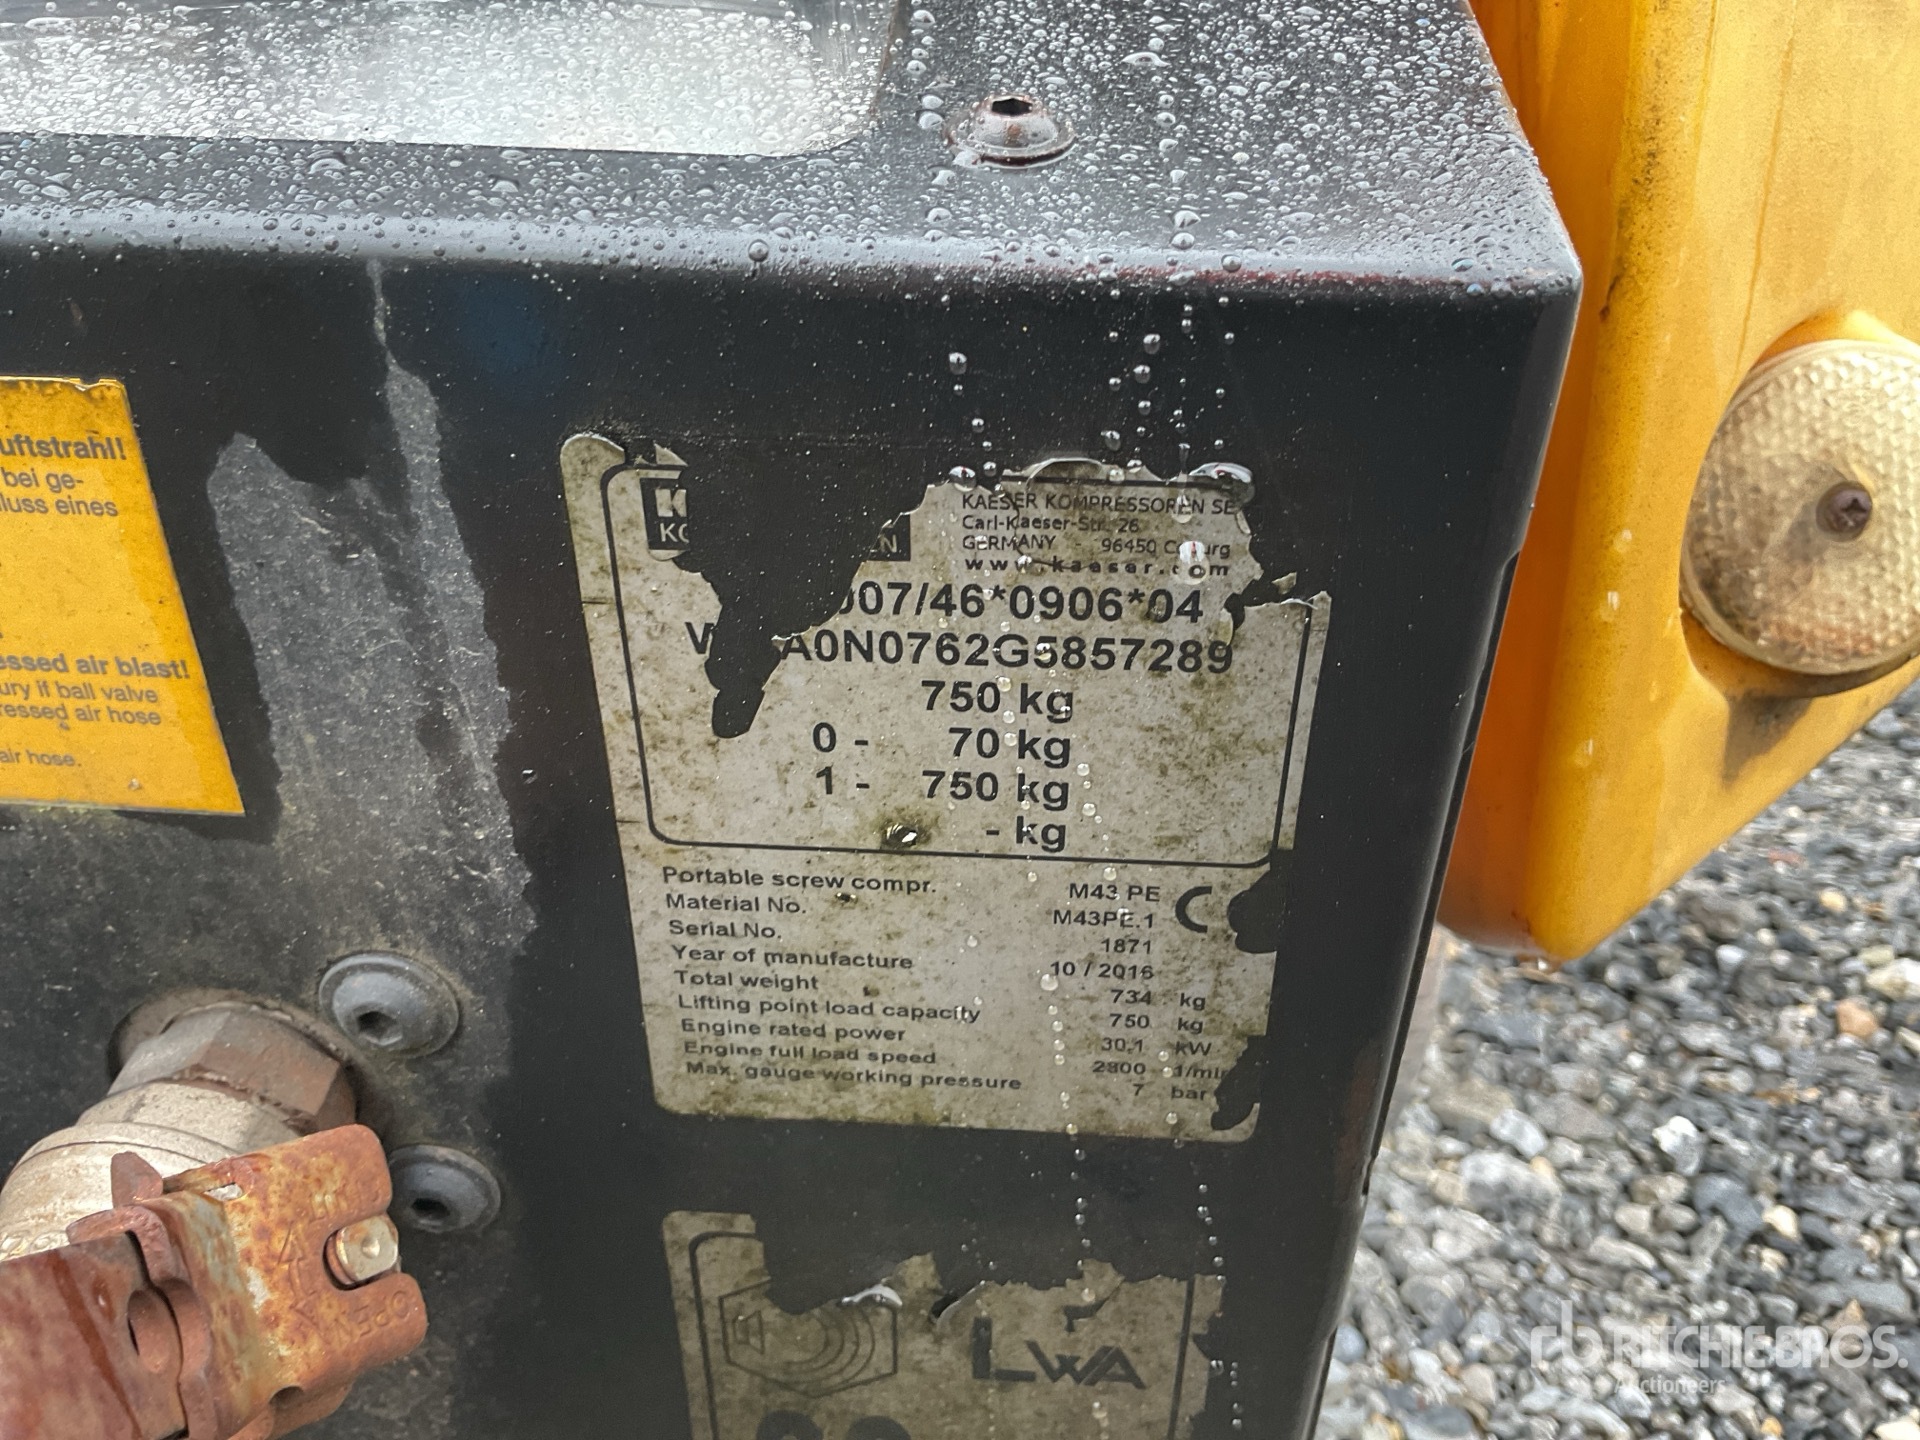 uftstrahl!
bei ge-
luss eines
essed air blast!
ury if ball valve
ressed air hose
air hose.
KAESER KOMPRESSOREN SE
Carl-Kaeser-Str. 26
GERMANY - 96450 Coburg
www.kaeser.com
007/46*0906*04
A0N0762G5857289
750 kg
0 - 70 kg
1 - 750 kg
- kg
Portable screw compr. M43 PE
Material No. M43PE.1
Serial No. 1871
Year of manufacture 10 / 2016
Total weight 734 kg
Lifting point load capacity 750 kg
Engine rated power 30.1 kW
Engine full load speed 2800 1/min
Max. gauge working pressure 7 bar
LWA
OPEN
rb RITCHIE BROS.
Auctioneers